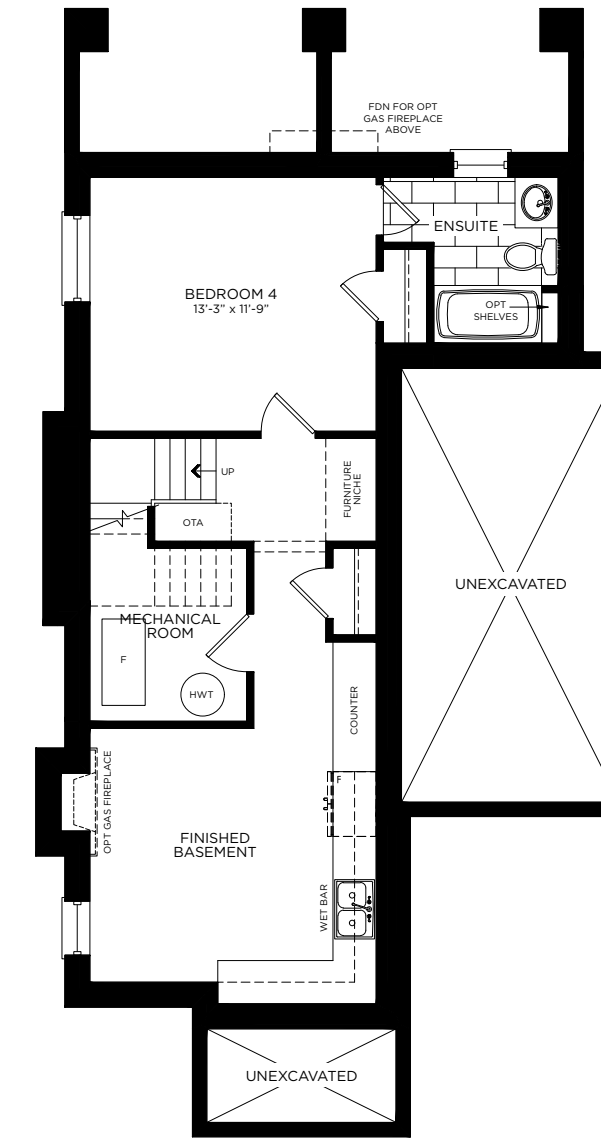 FDN FOR OPT
GAS FIREPLACE
ABOVE
ENSUITE
BEDROOM 4
13'-3" x 11'-9"
OPT
SHELVES
UP
FURNITURE
NICHE
OTA
UNEXCAVATED
MECHANICAL
ROOM
F
HWT
COUNTER
OPT GAS FIREPLACE
F
FINISHED
BASEMENT
WET BAR
UNEXCAVATED